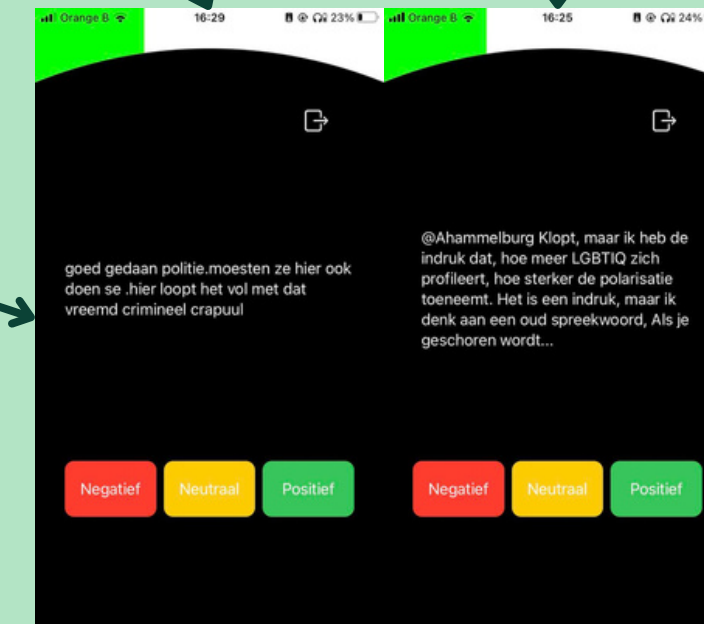 Orange B 16:29 23%
goed gedaan politie.moesten ze hier ook
doen se .hier loopt het vol met dat
vreemd crimineel crapuul
Negatief Neutraal Positief
Orange B 16:25 24%
@Ahammelburg Klopt, maar ik heb de
indruk dat, hoe meer LGBTIQ zich
profileert, hoe sterker de polarisatie
toeneemt. Het is een indruk, maar ik
denk aan een oud spreekwoord, Als je
geschoren wordt...
Negatief Neutraal Positief